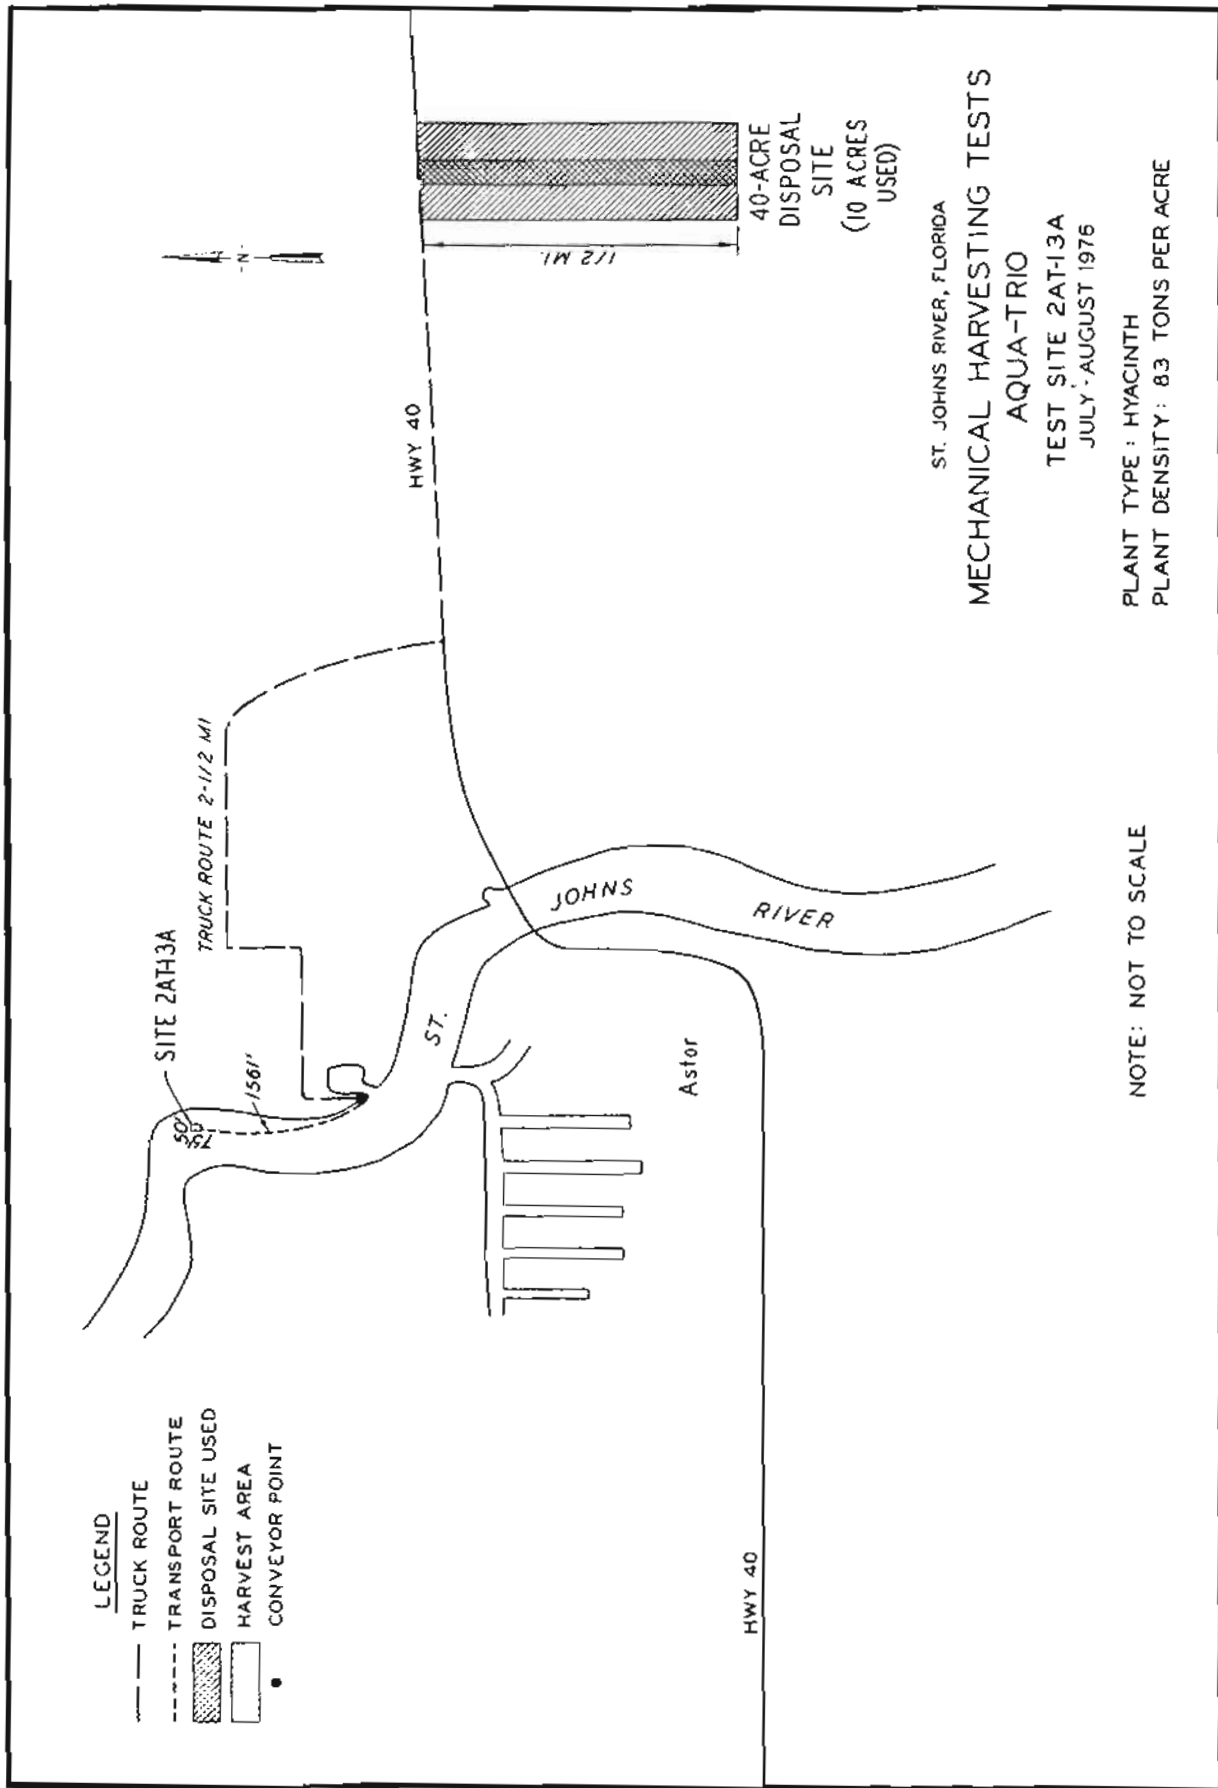 LEGEND
TRUCK ROUTE
TRANSPORT ROUTE
DISPOSAL SITE USED
HARVEST AREA
CONVEYOR POINT
SITE 2AT-13A
50'
75'
1561'
TRUCK ROUTE 2-1/2 MI
N
HWY 40
1/2 MI.
40-ACRE
DISPOSAL
SITE
(10 ACRES
USED)
ST.
JOHNS
RIVER
Astor
HWY 40
NOTE: NOT TO SCALE
ST. JOHNS RIVER, FLORIDA
MECHANICAL HARVESTING TESTS
AQUA-TRIO
TEST SITE 2AT-13A
JULY-AUGUST 1976
PLANT TYPE: HYACINTH
PLANT DENSITY: 83 TONS PER ACRE